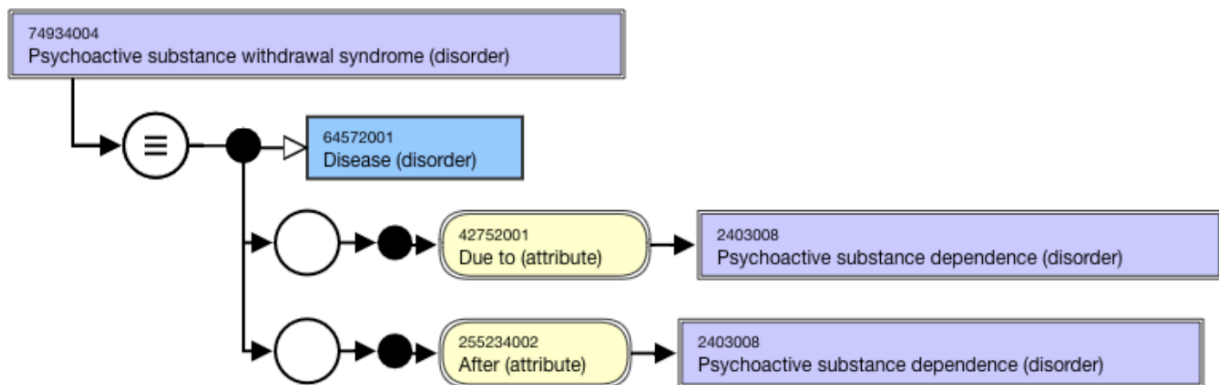 74934004
Psychoactive substance withdrawal syndrome (disorder)
64572001
Disease (disorder)
42752001
Due to (attribute)
2403008
Psychoactive substance dependence (disorder)
255234002
After (attribute)
2403008
Psychoactive substance dependence (disorder)